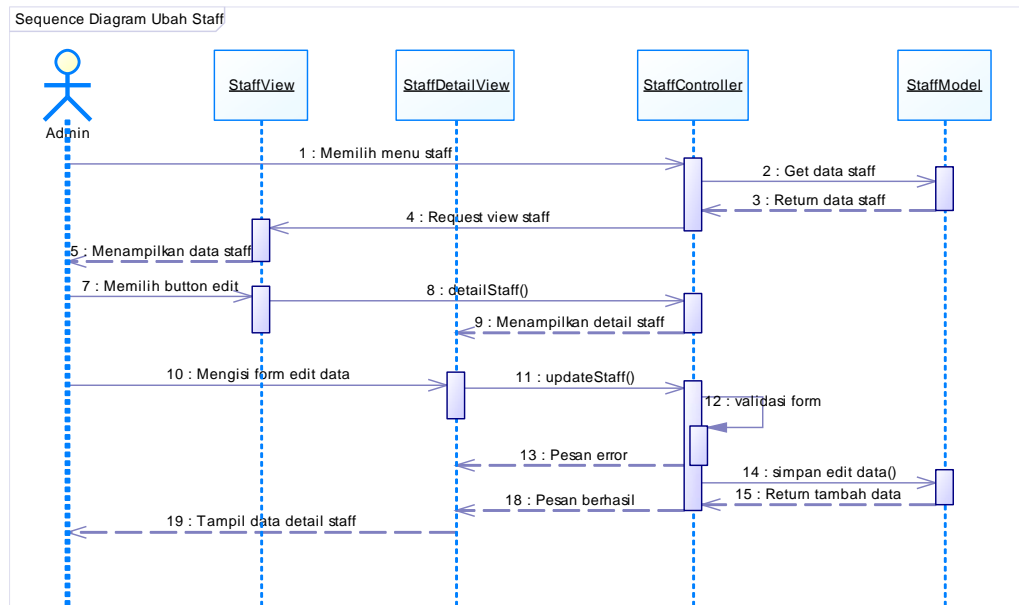 Sequence Diagram Ubah Staff
Admin
StaffView
StaffDetailView
StaffController
StaffModel
1 : Memilih menu staff
2 : Get data staff
3 : Return data staff
4 : Request view staff
5 : Menampilkan data staff
7 : Memilih button edit
8 : detailStaff()
9 : Menampilkan detail staff
10 : Mengisi form edit data
11 : updateStaff()
12 : validasi form
13 : Pesan error
14 : simpan edit data()
15 : Return tambah data
18 : Pesan berhasil
19 : Tampil data detail staff